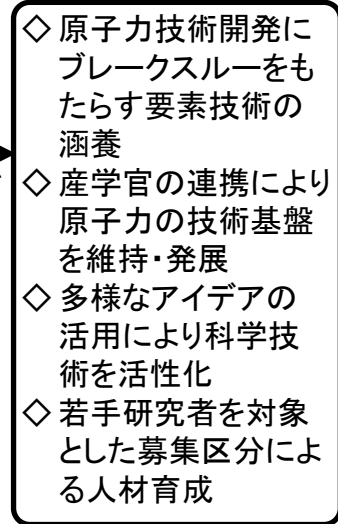 ◇ 原子力技術開発に
ブレークスルーをも
たらす要素技術の
涵養
◇ 産学官の連携により
原子力の技術基盤
を維持・発展
◇ 多様なアイデアの
活用により科学技
術を活性化
◇ 若手研究者を対象
とした募集区分によ
る人材育成